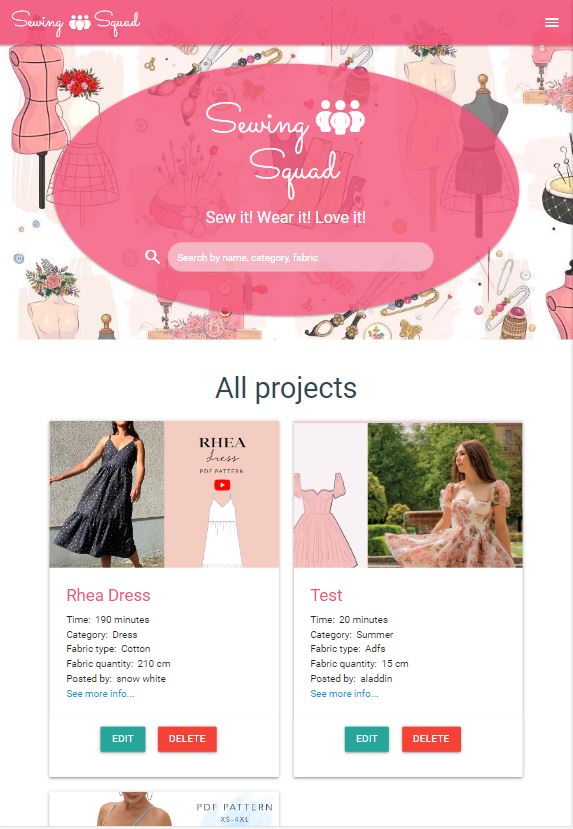 Sewing Squad
Sewing
Squad
Sew it! Wear it! Love it!
Search by name, category, fabric
All projects
RHEA
dress
PDF PATTERN
Rhea Dress
Time: 190 minutes
Category: Dress
Fabric type: Cotton
Fabric quantity: 210 cm
Posted by: snow white
See more info...
EDIT DELETE
Test
Time: 20 minutes
Category: Summer
Fabric type: Adfs
Fabric quantity: 15 cm
Posted by: aladdin
See more info...
EDIT DELETE
PDF PATTERN
XS-4XL